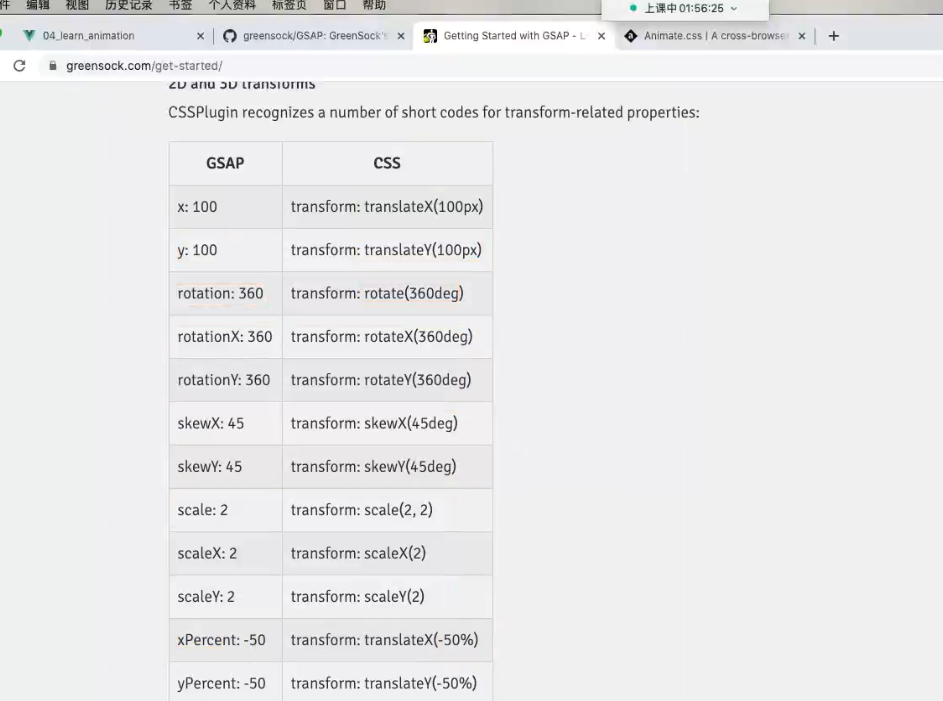 件 编辑 视图 历史记录 书签 个人资料 标签页 窗口 帮助
上课中 01:56:25
04_learn_animation
greensock/GSAP: GreenSock's
Getting Started with GSAP - L
Animate.css | A cross-browse
greensock.com/get-started/
2D and 3D transforms
CSSPlugin recognizes a number of short codes for transform-related properties:
GSAP CSS
x: 100 transform: translateX(100px)
y: 100 transform: translateY(100px)
rotation: 360 transform: rotate(360deg)
rotationX: 360 transform: rotateX(360deg)
rotationY: 360 transform: rotateY(360deg)
skewX: 45 transform: skewX(45deg)
skewY: 45 transform: skewY(45deg)
scale: 2 transform: scale(2, 2)
scaleX: 2 transform: scaleX(2)
scaleY: 2 transform: scaleY(2)
xPercent: -50 transform: translateX(-50%)
yPercent: -50 transform: translateY(-50%)